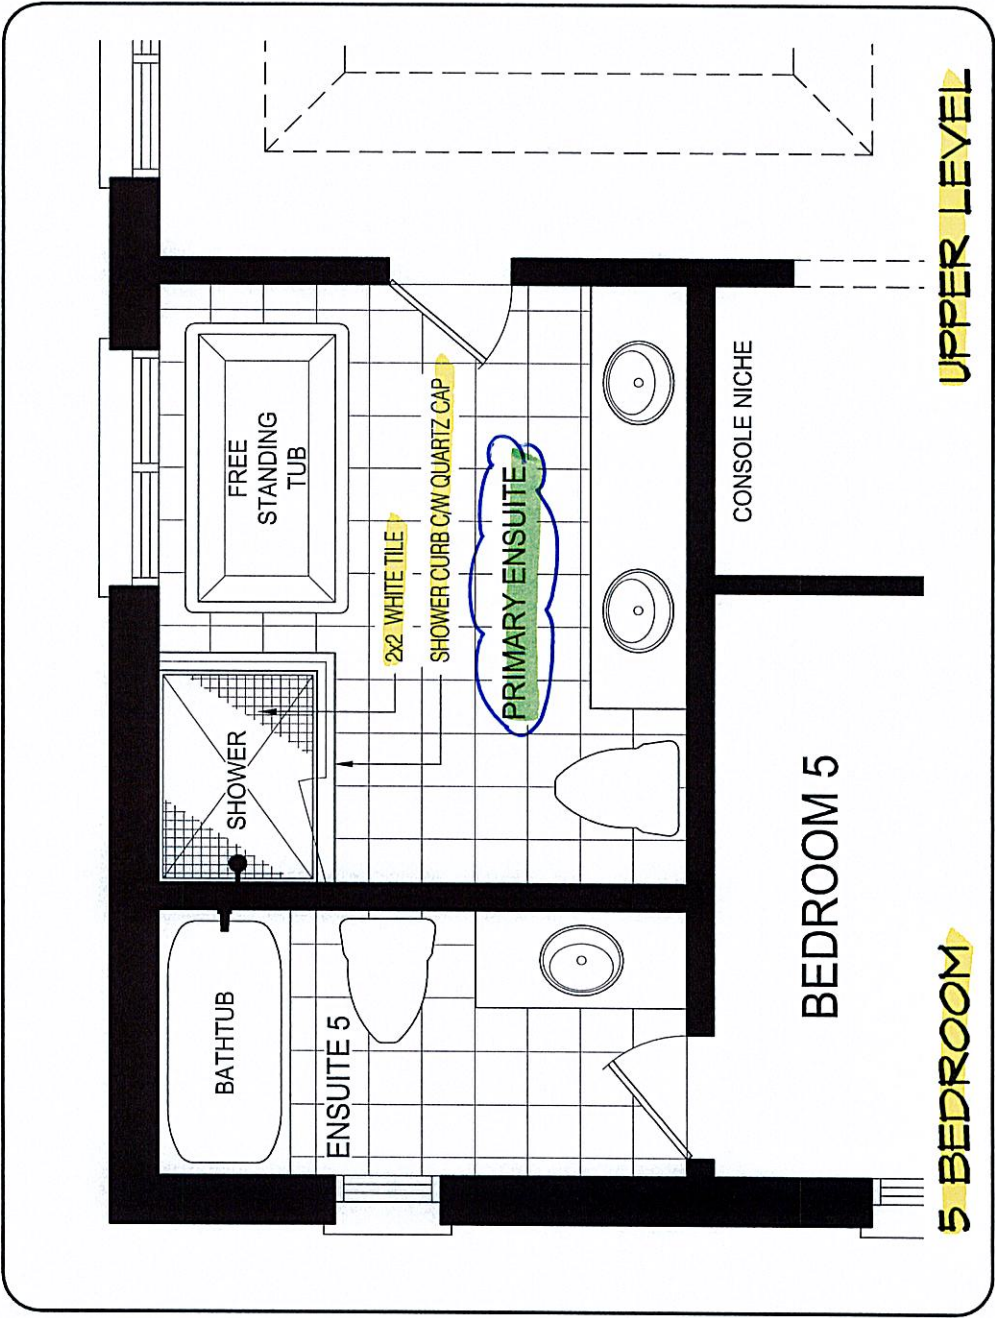 BATHTUB
SHOWER
FREE
STANDING
TUB
ENSUITE 5
2x2 WHITE TILE
SHOWER CURB C/W QUARTZ CAP
PRIMARY ENSUITE
CONSOLE NICHE
BEDROOM 5
5 BEDROOM
UPPER LEVEL